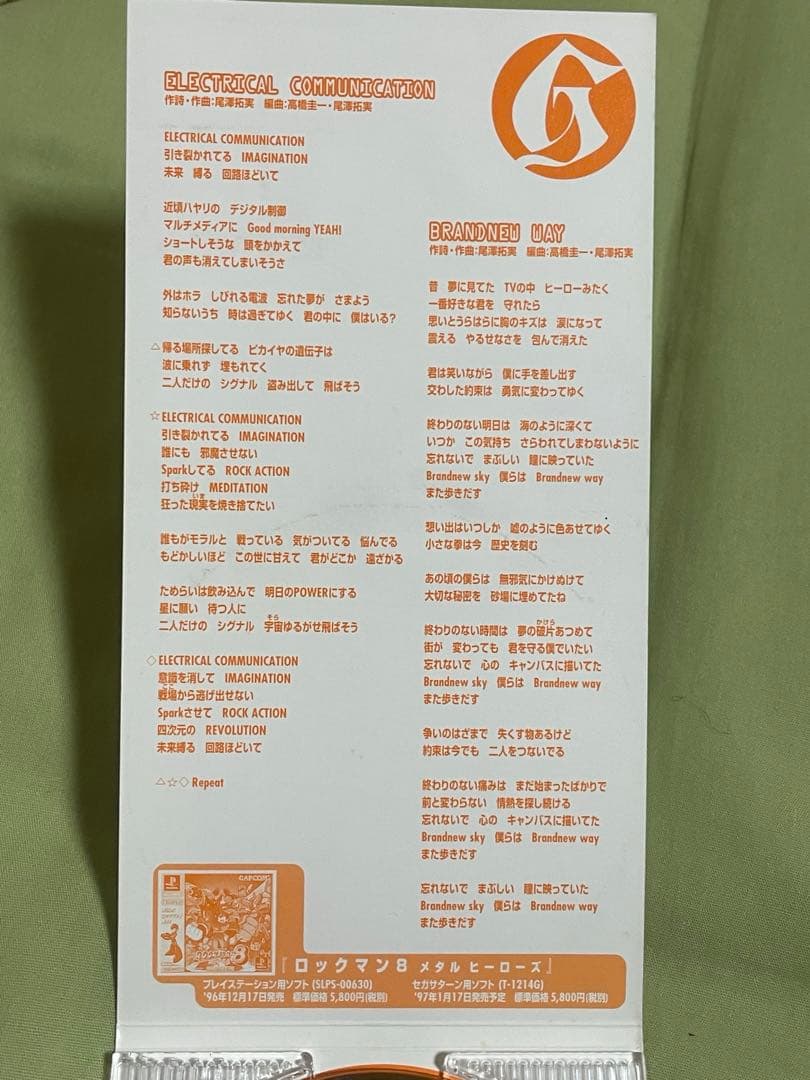 ELECTRICAL COMMUNICATION
作詩・作曲:尾澤拓実 編曲:高橋圭一・尾澤拓実
ELECTRICAL COMMUNICATION
引き裂かれてる IMAGINATION
未来 縛る 回路ほどいて
近頃ハヤリの デジタル制御
マルチメディアに Good morning YEAH!
ショートしそうな 頭をかかえて
君の声も消えてしまいそうさ
外はホラ しびれる電波 忘れた夢が さまよう
知らないうち 時は過ぎてゆく 君の中に 僕はいる?
△帰る場所探してる ピカイヤの遺伝子は
波に乗れず 埋もれてく
二人だけの シグナル 盗み出して 飛ばそう
☆ELECTRICAL COMMUNICATION
引き裂かれてる IMAGINATION
誰にも 邪魔させない
Sparkしてる ROCK ACTION
打ち砕け MEDITATION
いま
狂った現実を焼き捨てたい
誰もがモラルと 戦っている 気がついてる 悩んでる
もどかしいほど この世に甘えて 君がどこか 遠ざかる
ためらいは飲み込んで 明日のPOWERにする
星に願い 待つ人に
そら
二人だけの シグナル 宇宙ゆるがせ飛ばそう
◇ELECTRICAL COMMUNICATION
意識を消して IMAGINATION
ここ
戦場から逃げ出せない
Sparkさせて ROCK ACTION
四次元の REVOLUTION
未来縛る 回路ほどいて
△☆◇Repeat
G
BRANDNEW WAY
作詩・作曲:尾澤拓実 編曲:高橋圭一・尾澤拓実
昔 夢に見てた TVの中 ヒーローみたく
一番好きな君を 守れたら
思いとうらはらに胸のキズは 涙になって
震える やるせなさを 包んで消えた
君は笑いながら 僕に手を差し出す
交わした約束は 勇気に変わってゆく
終わりのない明日は 海のように深くて
いつか この気持ち さらわれてしまわないように
忘れないで まぶしい 瞳に映っていた
Brandnew sky 僕らは Brandnew way
また歩きだす
想い出はいつしか 嘘のように色あせてゆく
小さな拳は今 歴史を刻む
あの頃の僕らは 無邪気にかけぬけて
大切な秘密を 砂場に埋めてたね
かけら
終わりのない時間は 夢の破片あつめて
街が 変わっても 君を守る僕でいたい
忘れないで 心の キャンバスに描いてた
Brandnew sky 僕らは Brandnew way
また歩きだす
争いのはざまで 失くす物あるけど
約束は今でも 二人をつないでる
終わりのない痛みは まだ始まったばかりで
前と変わらない 情熱を探し続ける
忘れないで 心の キャンバスに描いてた
Brandnew sky 僕らは Brandnew way
また歩きだす
忘れないで まぶしい 瞳に映っていた
Brandnew sky 僕らは Brandnew way
また歩きだす
CAPCOM
ロックマン8
『ロックマン8 メタルヒーローズ』
プレイステーション用ソフト(SLPS-00630)
'96年12月17日発売 標準価格5,800円(税別)
セガサターン用ソフト(T-1214G)
'97年1月17日発売予定 標準価格5,800円(税別)